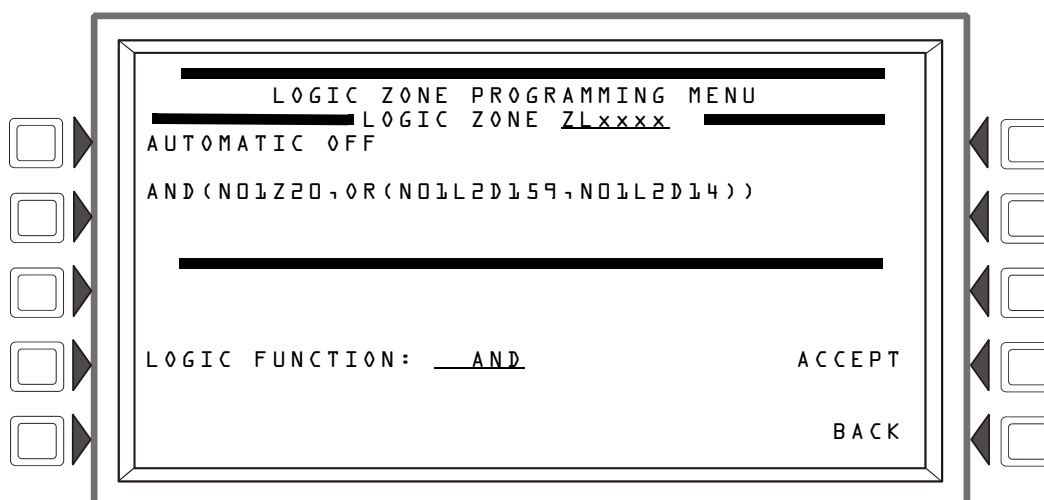 LOGIC ZONE PROGRAMMING MENU
LOGIC ZONE ZLxxxx
AUTOMATIC OFF
AND(N01Z20,OR(N01L2D159,N01L2D14))
LOGIC FUNCTION: AND
ACCEPT
BACK